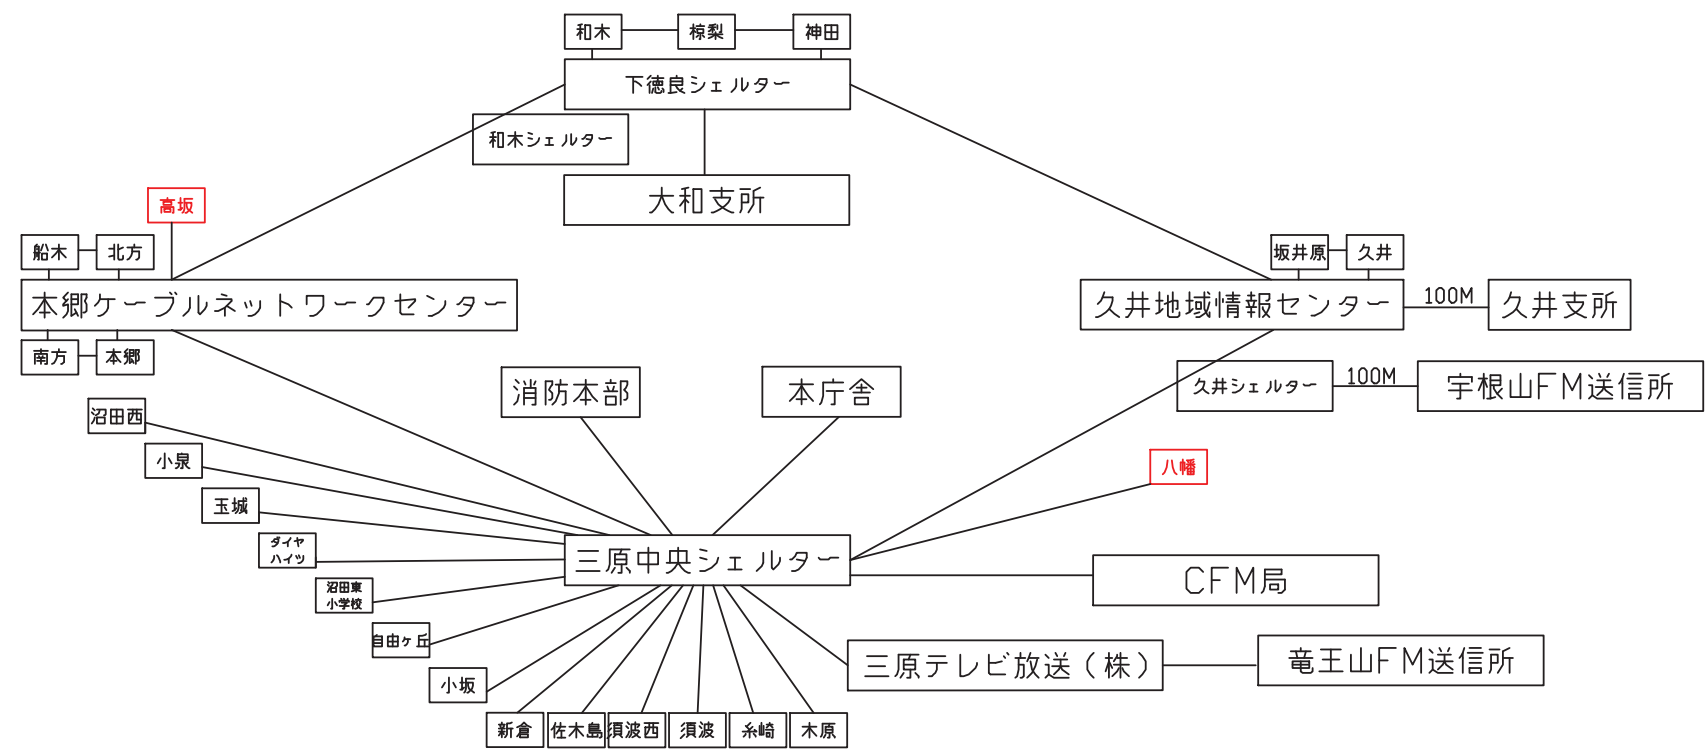 和木
椋梨
神田
下徳良シェルター
和木シェルター
大和支所
高坂
船木
北方
坂井原
久井
本郷ケーブルネットワークセンター
久井地域情報センター
100M
久井支所
南方
本郷
消防本部
本庁舎
久井シェルター
100M
宇根山FM送信所
沼田西
小泉
八幡
玉城
ダイヤ
ハイツ
三原中央シェルター
CFM局
沼田東
小学校
自由ヶ丘
三原テレビ放送(株)
竜王山FM送信所
小坂
新倉
佐木島
須波西
須波
糸崎
木原